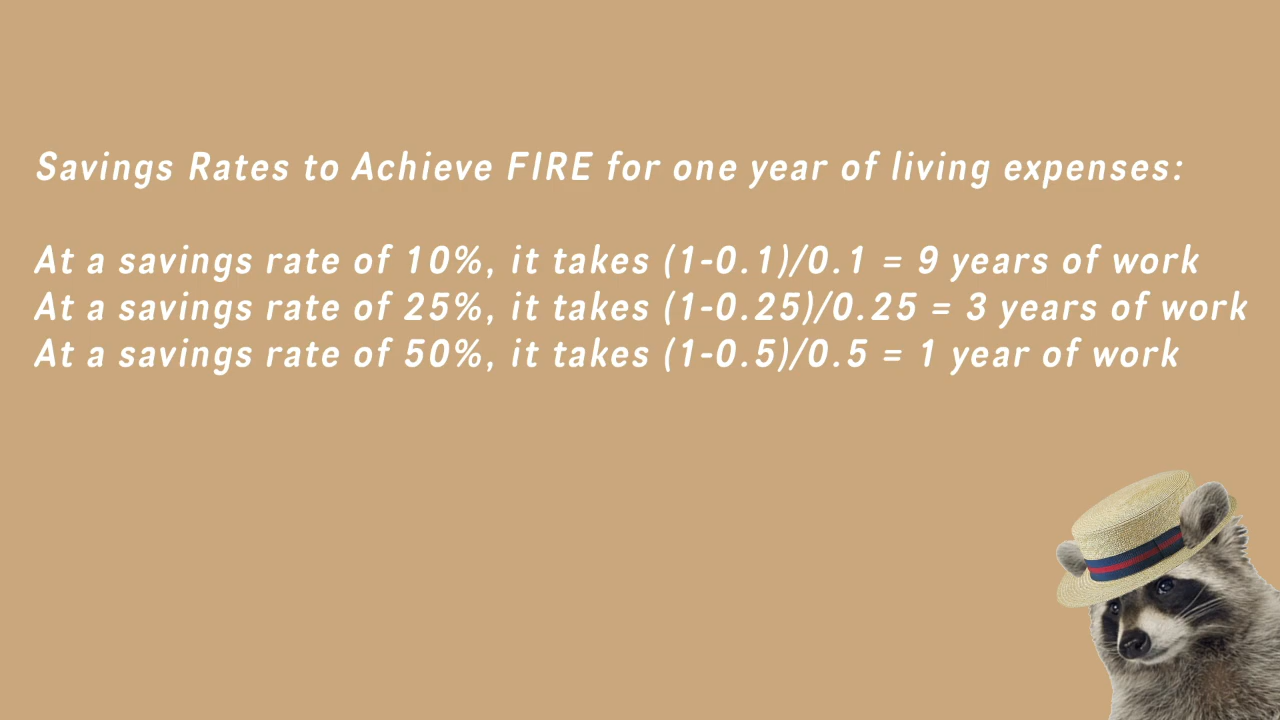 Savings Rates to Achieve FIRE for one year of living expenses:
At a savings rate of 10%, it takes (1-0.1)/0.1 = 9 years of work
At a savings rate of 25%, it takes (1-0.25)/0.25 = 3 years of work
At a savings rate of 50%, it takes (1-0.5)/0.5 = 1 year of work